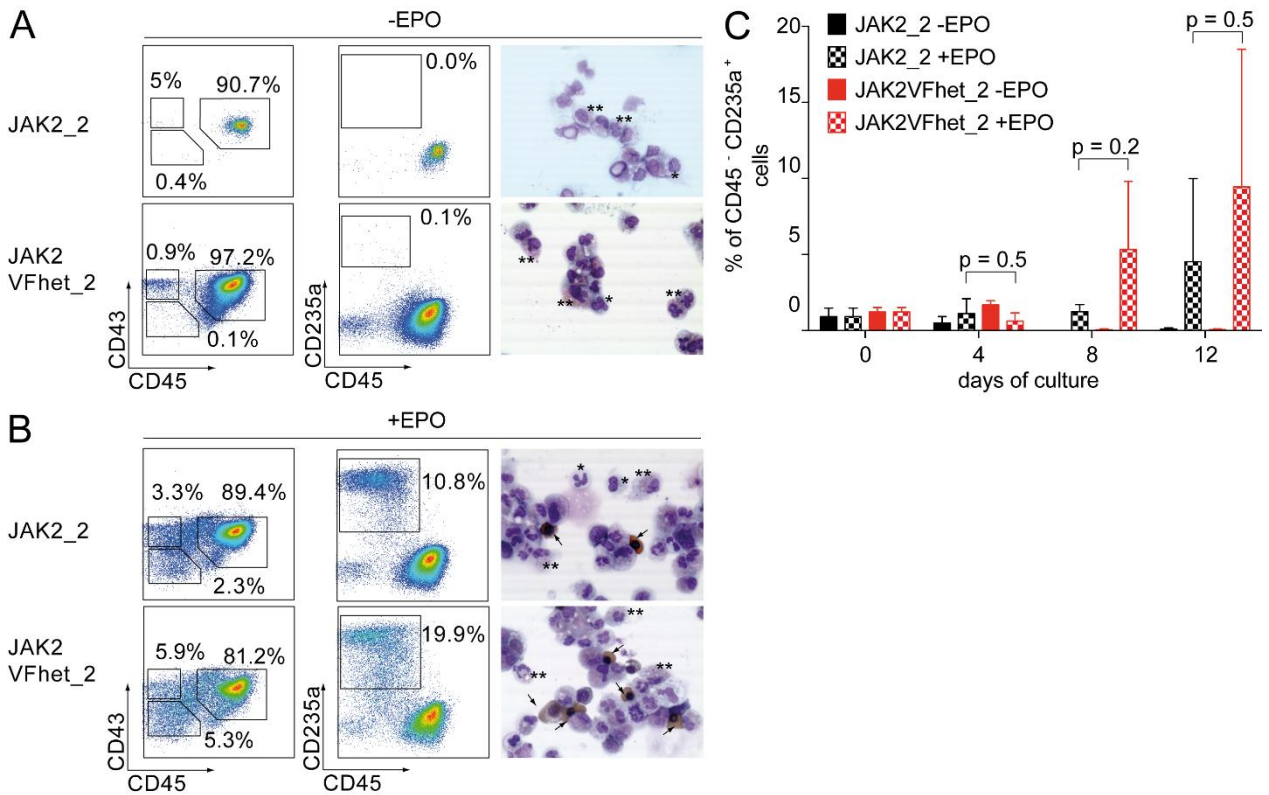 A
-EPO
JAK2_2
5%
90.7%
0.4%
0.0%
**
**
*
JAK2
VFhet_2
0.9%
97.2%
0.1%
0.1%
**
**
*
**
CD43
CD45
CD235a
CD45
B
+EPO
JAK2_2
3.3%
89.4%
2.3%
10.8%
*
*
**
**
JAK2
VFhet_2
5.9%
81.2%
5.3%
19.9%
**
**
**
CD43
CD45
CD235a
CD45
C
% of CD45⁻ CD235a⁺
cells
20
15
10
5
0
JAK2_2 -EPO
JAK2_2 +EPO
JAK2VFhet_2 -EPO
JAK2VFhet_2 +EPO
p = 0.5
p = 0.2
p = 0.5
0 4 8 12
days of culture